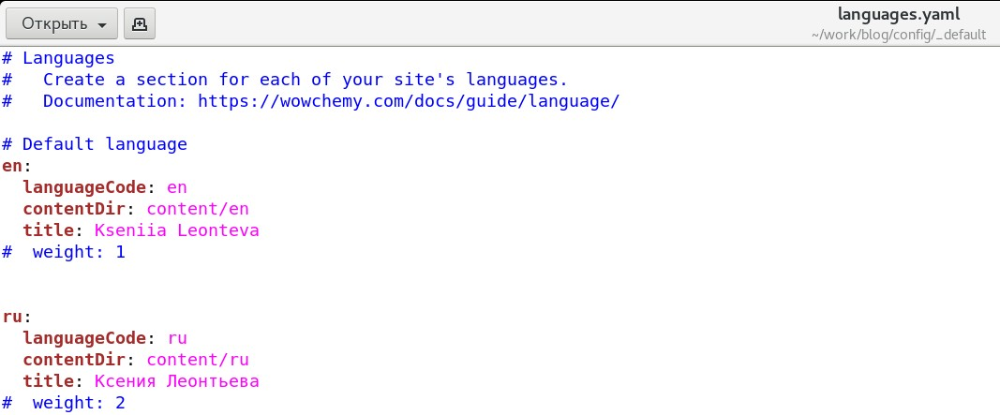 Открыть
languages.yaml
~/work/blog/config/_default
# Languages
#   Create a section for each of your site's languages.
#   Documentation: https://wowchemy.com/docs/guide/language/
# Default language
en:
  languageCode: en
  contentDir: content/en
  title: Kseniia Leonteva
#  weight: 1
ru:
  languageCode: ru
  contentDir: content/ru
  title: Ксения Леонтьева
#  weight: 2